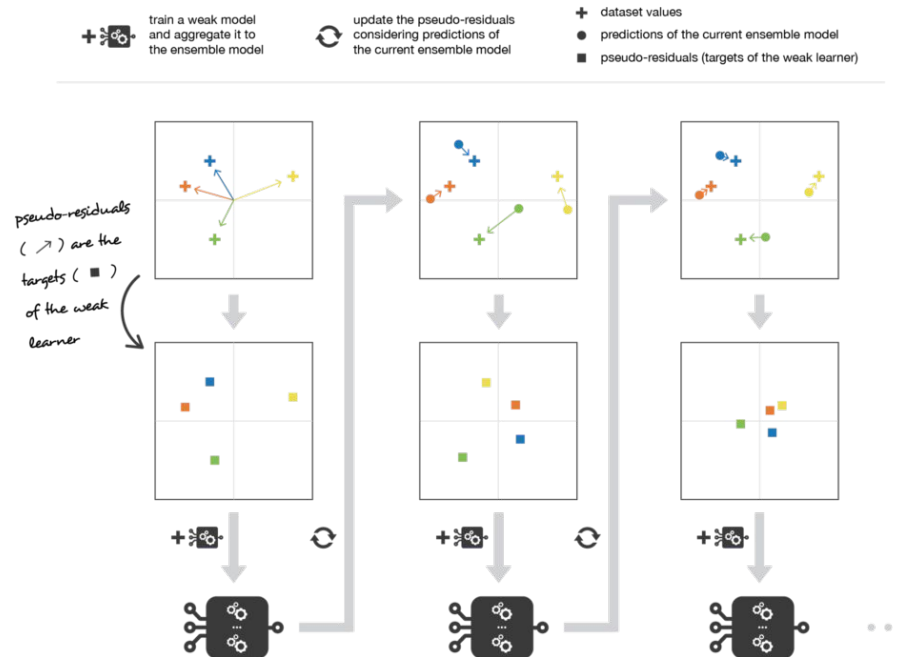 train a weak model
and aggregate it to
the ensemble model
update the pseudo-residuals
considering predictions of
the current ensemble model
dataset values
predictions of the current ensemble model
pseudo-residuals (targets of the weak learner)
pseudo-residuals
( ↗ ) are the
targets ( ■ )
of the weak
learner